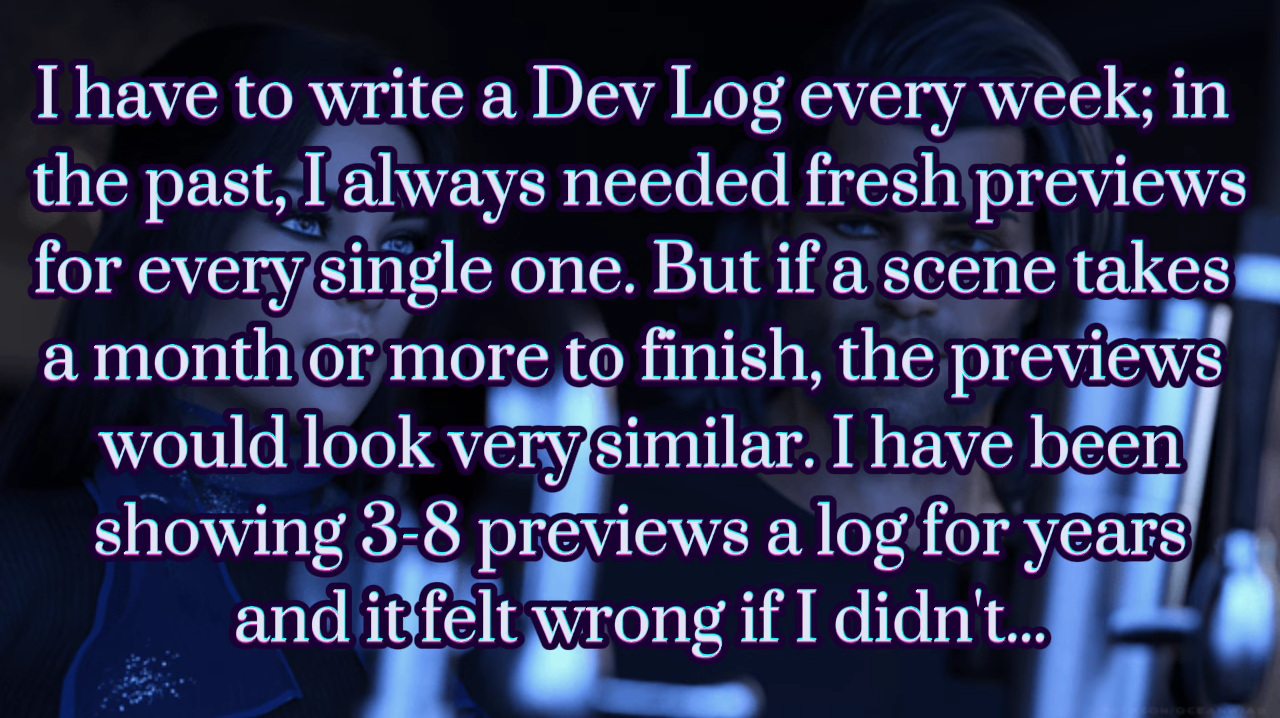 I have to write a Dev Log every week; in
the past, I always needed fresh previews
for every single one. But if a scene takes
a month or more to finish, the previews
would look very similar. I have been
showing 3-8 previews a log for years
and it felt wrong if I didn't...